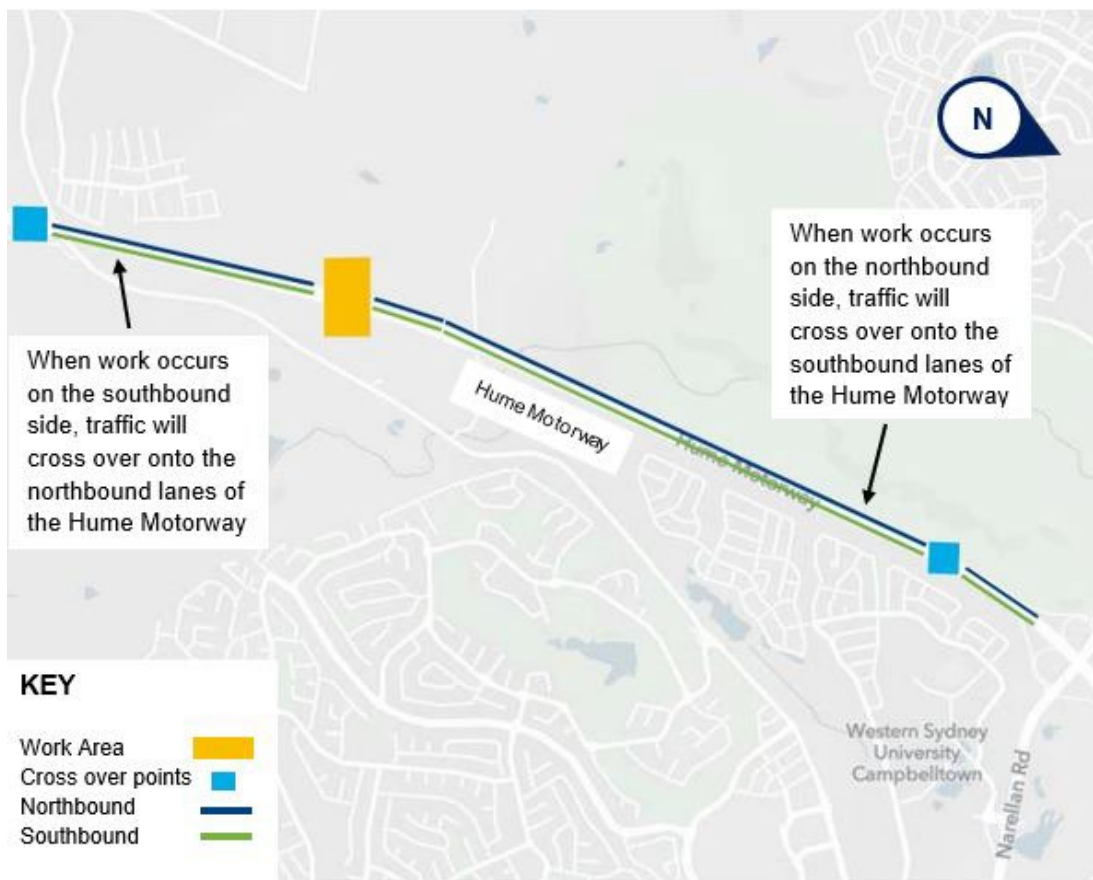 N
When work occurs
on the northbound
side, traffic will
cross over onto the
southbound lanes of
the Hume Motorway
When work occurs
on the southbound
side, traffic will
cross over onto the
northbound lanes of
the Hume Motorway
Hume Motorway
Hume Motorway
KEY
Work Area
Cross over points
Northbound
Southbound
Western Sydney
University
Campbelltown
Narellan Rd